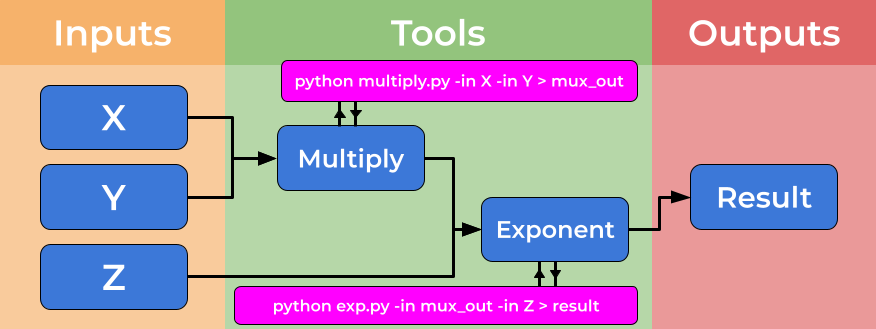 Inputs
Tools
Outputs
python multiply.py -in X -in Y > mux_out
X
Multiply
Y
Result
Exponent
Z
python exp.py -in mux_out -in Z > result